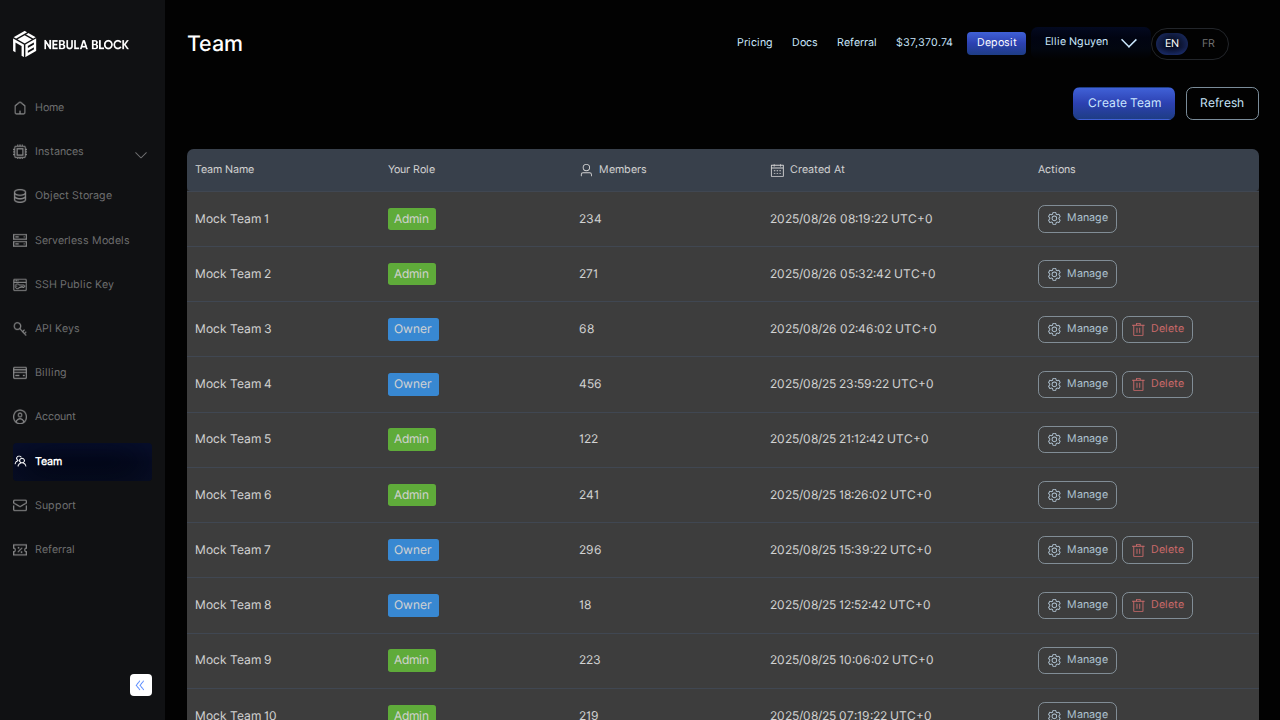 NEBULA BLOCK
Home
Instances
Object Storage
Serverless Models
SSH Public Key
API Keys
Billing
Account
Team
Support
Referral
Team
Pricing Docs Referral $37,370.74 Deposit Ellie Nguyen EN FR
Create Team Refresh
Team Name Your Role Members Created At Actions
Mock Team 1 Admin 234 2025/08/26 08:19:22 UTC+0 Manage
Mock Team 2 Admin 271 2025/08/26 05:32:42 UTC+0 Manage
Mock Team 3 Owner 68 2025/08/26 02:46:02 UTC+0 Manage Delete
Mock Team 4 Owner 456 2025/08/25 23:59:22 UTC+0 Manage Delete
Mock Team 5 Admin 122 2025/08/25 21:12:42 UTC+0 Manage
Mock Team 6 Admin 241 2025/08/25 18:26:02 UTC+0 Manage
Mock Team 7 Owner 296 2025/08/25 15:39:22 UTC+0 Manage Delete
Mock Team 8 Owner 18 2025/08/25 12:52:42 UTC+0 Manage Delete
Mock Team 9 Admin 223 2025/08/25 10:06:02 UTC+0 Manage
Mock Team 10 Admin 219 2025/08/25 07:19:22 UTC+0 Manage